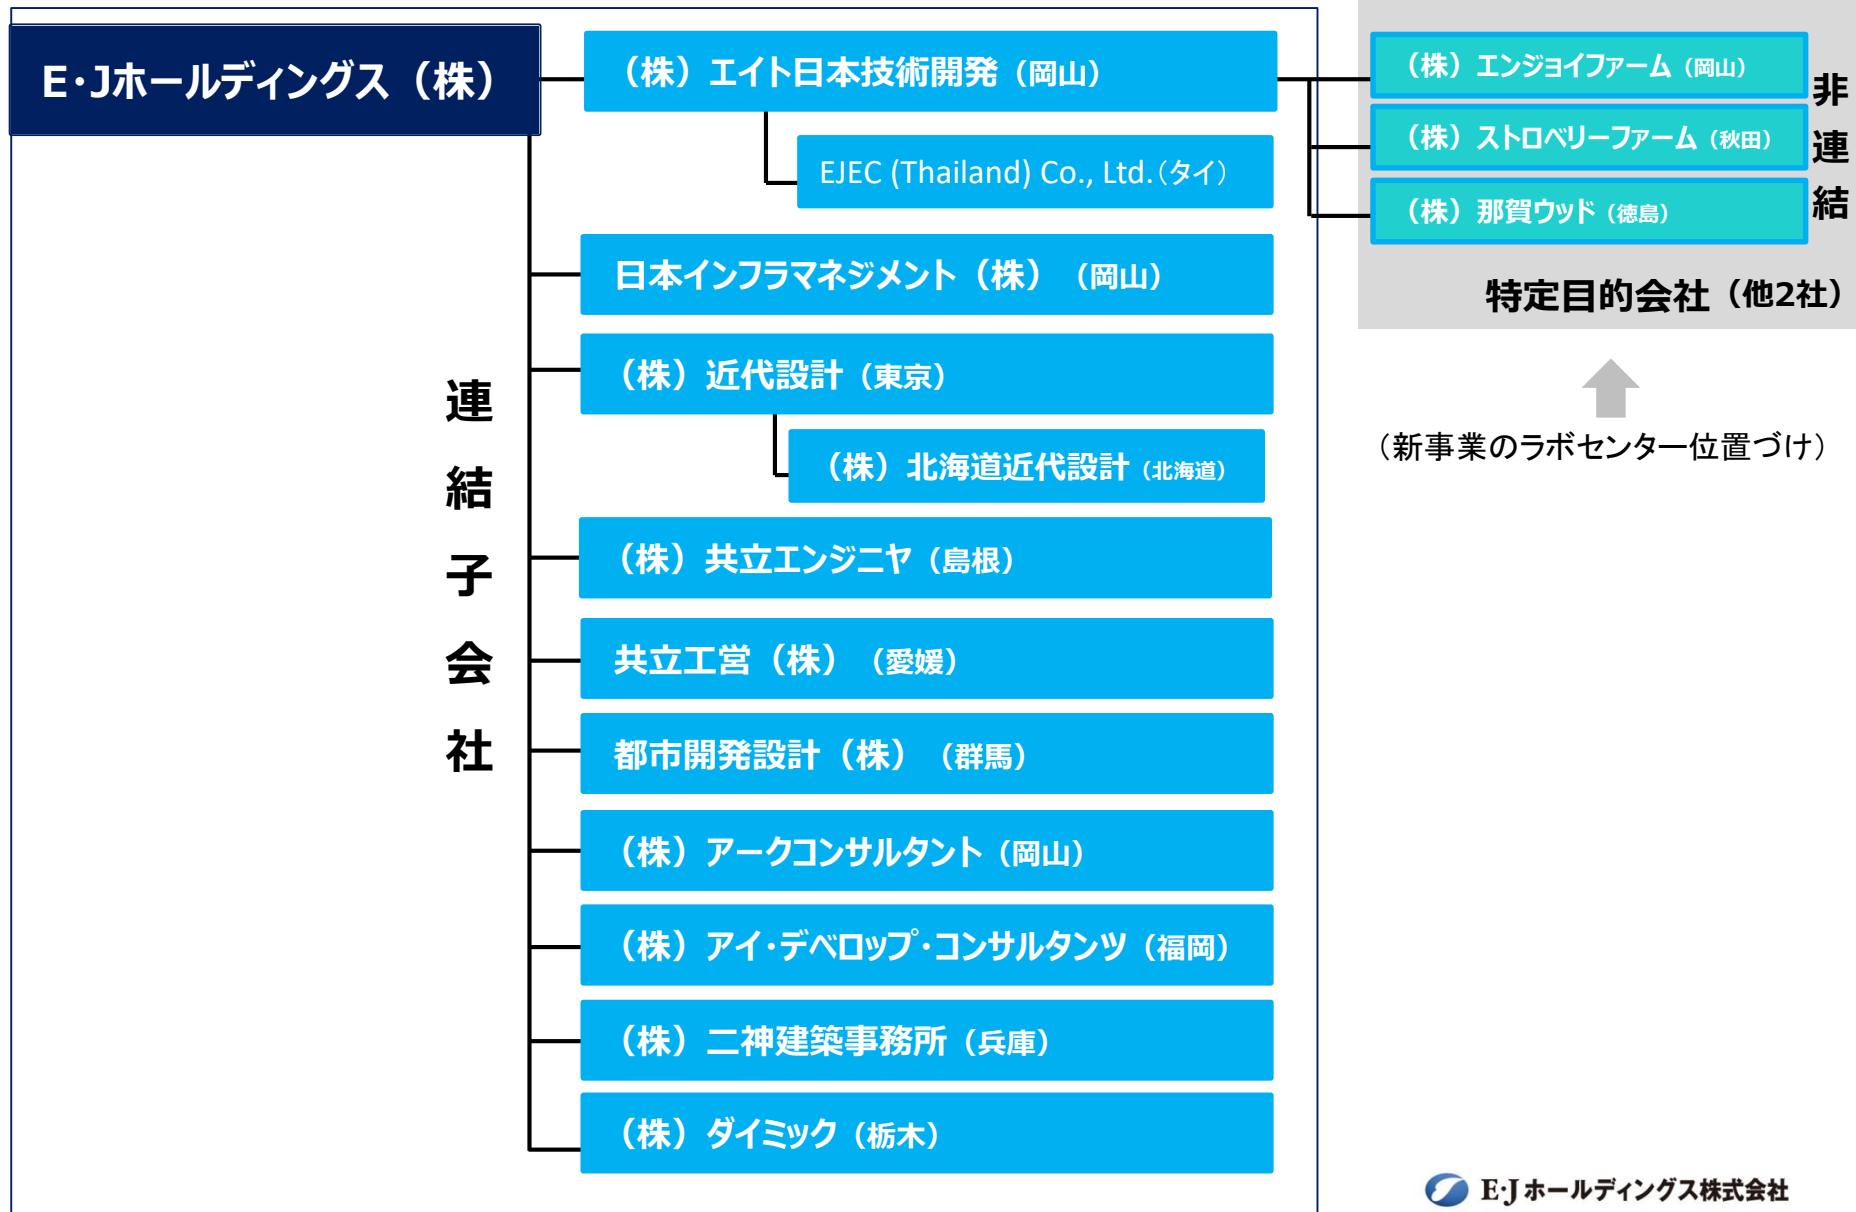 E・Jホールディングス（株）
（株）エイト日本技術開発（岡山）
EJEC (Thailand) Co., Ltd.（タイ）
日本インフラマネジメント（株）（岡山）
（株）近代設計（東京）
（株）北海道近代設計（北海道）
（株）共立エンジニヤ（島根）
共立工営（株）（愛媛）
都市開発設計（株）（群馬）
（株）アークコンサルタント（岡山）
（株）アイ・デベロップ・コンサルタンツ（福岡）
（株）二神建築事務所（兵庫）
（株）ダイミック（栃木）
連結子会社
（株）エンジョイファーム（岡山）
（株）ストロベリーファーム（秋田）
（株）那賀ウッド（徳島）
非連結
特定目的会社（他2社）
（新事業のラボセンター位置づけ）
E・Jホールディングス株式会社